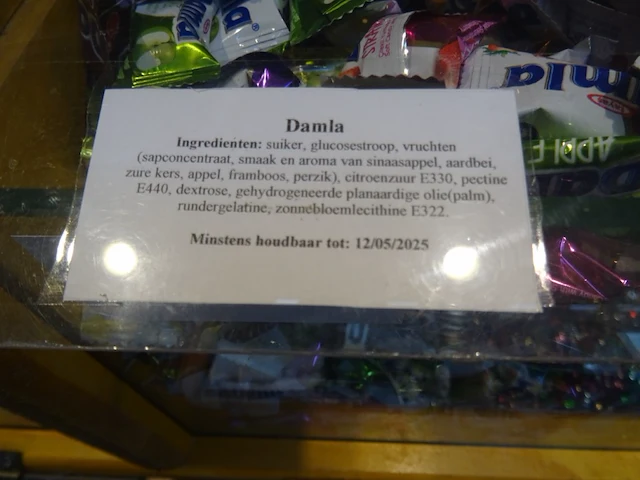 Damla
Ingredienten: suiker, glucosestroop, vruchten
(sapconcentraat, smaak en aroma van sinaasappel, aardbei,
zure kers, appel, framboos, perzik), citroenzuur E330, pectine
E440, dextrose, gehydrogeneerde planaardige olie(palm),
rundergelatine, zonnebloemlecithine E322.
Minstens houdbaar tot: 12/05/2025